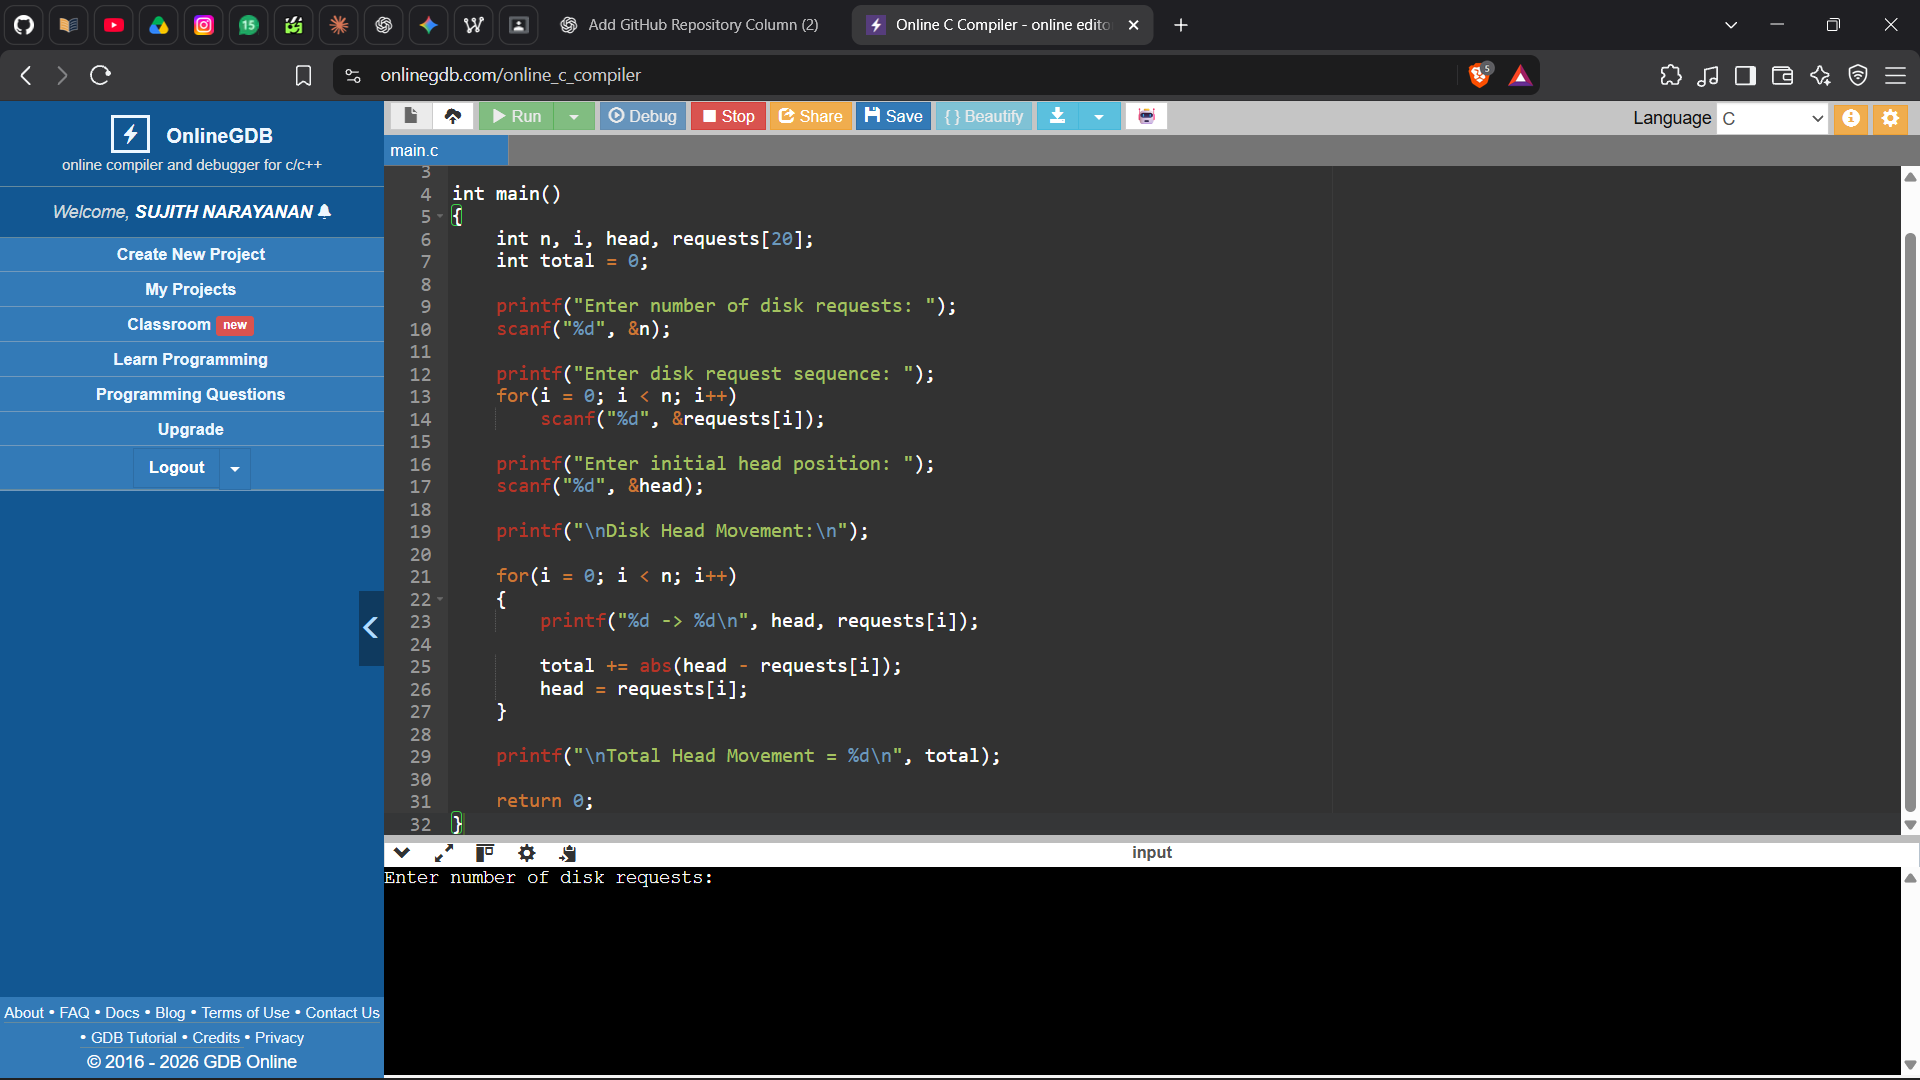 15
Add GitHub Repository Column (2)
Online C Compiler - online edito
onlinegdb.com/online_c_compiler
5
OnlineGDB
online compiler and debugger for c/c++
Welcome, SUJITH NARAYANAN
Create New Project
My Projects
Classroom new
Learn Programming
Programming Questions
Upgrade
Logout
About • FAQ • Docs • Blog • Terms of Use • Contact Us
• GDB Tutorial • Credits • Privacy
© 2016 - 2026 GDB Online
Run
Debug
Stop
Share
Save
{ } Beautify
Language C
main.c
3
4 int main()
5 {
6     int n, i, head, requests[20];
7     int total = 0;
8
9     printf("Enter number of disk requests: ");
10     scanf("%d", &n);
11
12     printf("Enter disk request sequence: ");
13     for(i = 0; i < n; i++)
14         scanf("%d", &requests[i]);
15
16     printf("Enter initial head position: ");
17     scanf("%d", &head);
18
19     printf("\nDisk Head Movement:\n");
20
21     for(i = 0; i < n; i++)
22     {
23         printf("%d -> %d\n", head, requests[i]);
24
25         total += abs(head - requests[i]);
26         head = requests[i];
27     }
28
29     printf("\nTotal Head Movement = %d\n", total);
30
31     return 0;
32 }
input
Enter number of disk requests: